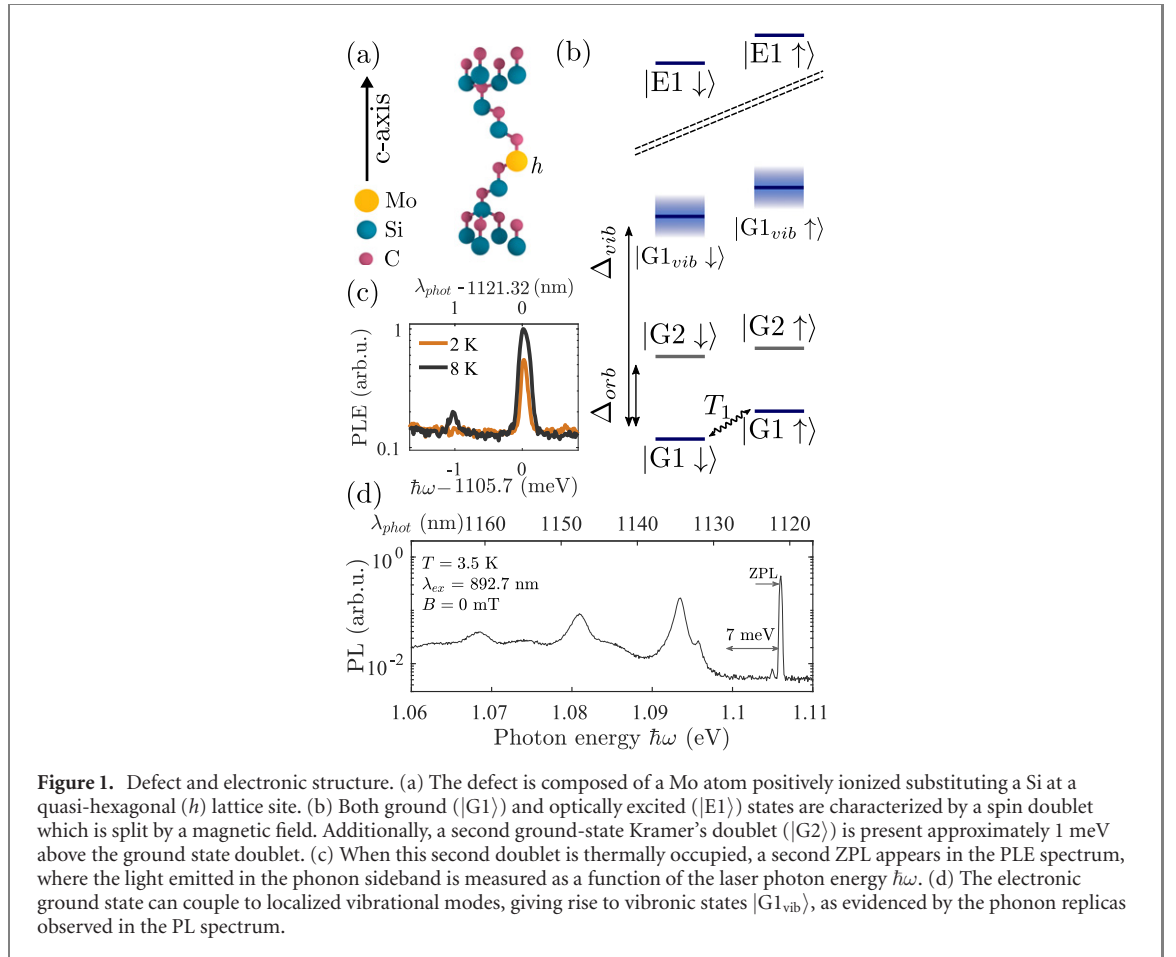 (a)
c-axis
h
Mo
Si
C
(b)
|E1 ↓⟩
|E1 ↑⟩
Δ_vib
|G1_vib ↓⟩
|G1_vib ↑⟩
|G2 ↓⟩
|G2 ↑⟩
Δ_orb
T_1
|G1 ↓⟩
|G1 ↑⟩
(c)
λ_phot -1121.32 (nm)
1 0
PLE (arb.u.)
1
0.1
2 K
8 K
-1 0
ħω−1105.7 (meV)
(d)
λ_phot (nm) 1160 1150 1140 1130 1120
PL (arb.u.)
10^0
10^-2
T = 3.5 K
λ_ex = 892.7 nm
B = 0 mT
ZPL
7 meV
1.06 1.07 1.08 1.09 1.1 1.11
Photon energy ħω (eV)
Figure 1. Defect and electronic structure. (a) The defect is composed of a Mo atom positively ionized substituting a Si at a
quasi-hexagonal (h) lattice site. (b) Both ground (|G1⟩) and optically excited (|E1⟩) states are characterized by a spin doublet
which is split by a magnetic field. Additionally, a second ground-state Kramer's doublet (|G2⟩) is present approximately 1 meV
above the ground state doublet. (c) When this second doublet is thermally occupied, a second ZPL appears in the PLE spectrum,
where the light emitted in the phonon sideband is measured as a function of the laser photon energy ħω. (d) The electronic
ground state can couple to localized vibrational modes, giving rise to vibronic states |G1_vib⟩, as evidenced by the phonon replicas
observed in the PL spectrum.